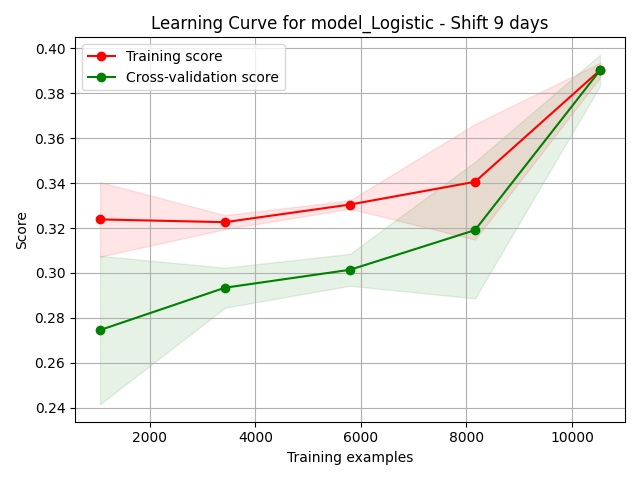 Learning Curve for model_Logistic - Shift 9 days
Training score
Cross-validation score
0.40
0.38
0.36
0.34
0.32
0.30
0.28
0.26
0.24
Score
2000 4000 6000 8000 10000
Training examples